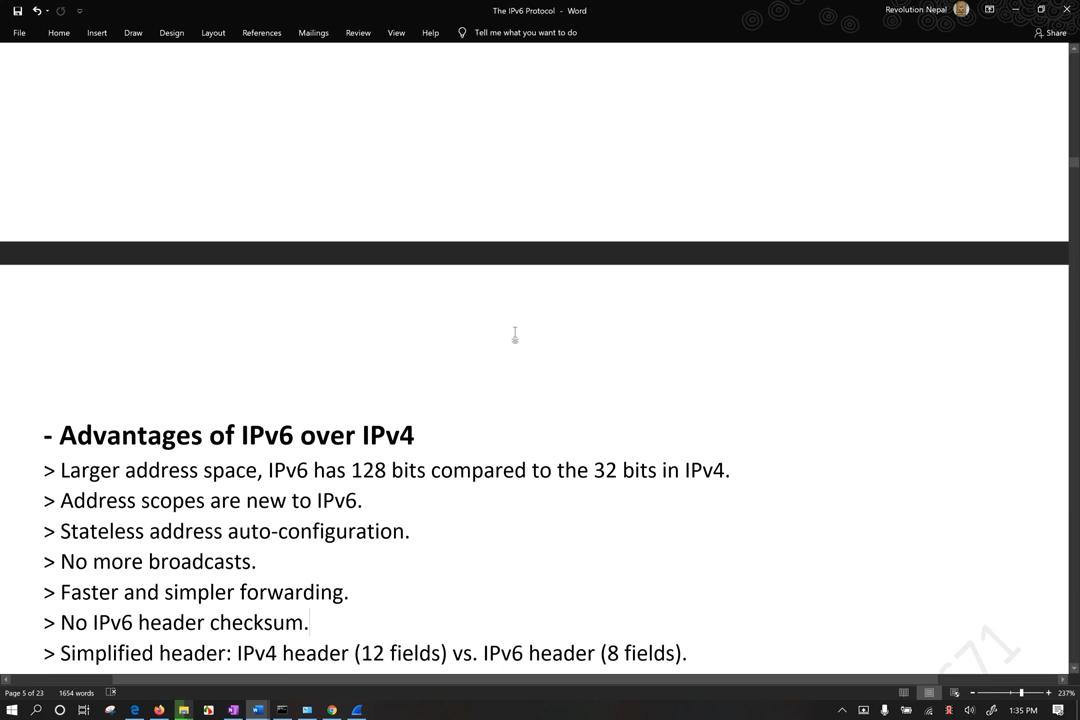 The IPv6 Protocol - Word
Revolution Nepal
File Home Insert Draw Design Layout References Mailings Review View Help Tell me what you want to do Share
- Advantages of IPv6 over IPv4
> Larger address space, IPv6 has 128 bits compared to the 32 bits in IPv4.
> Address scopes are new to IPv6.
> Stateless address auto-configuration.
> No more broadcasts.
> Faster and simpler forwarding.
> No IPv6 header checksum.
> Simplified header: IPv4 header (12 fields) vs. IPv6 header (8 fields).
671
Page 5 of 23 1654 words 237%
1:35 PM